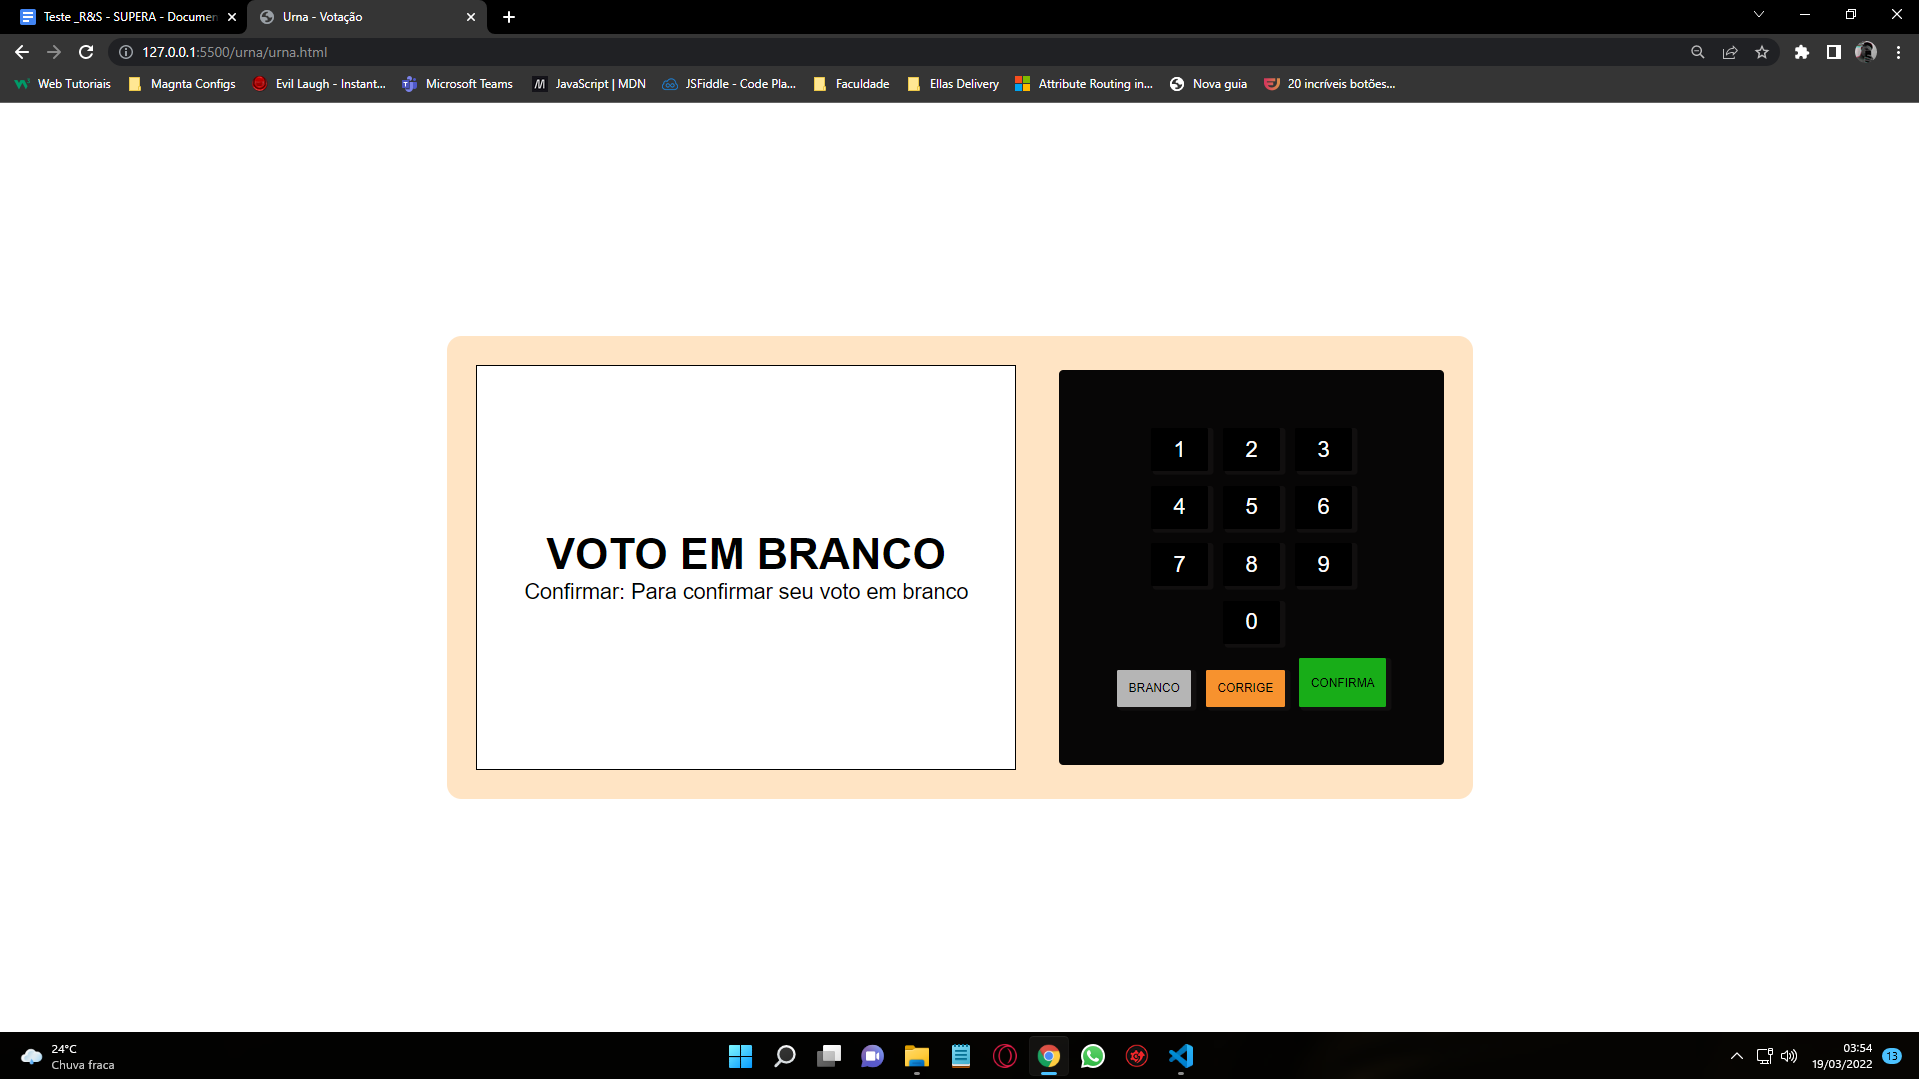 Teste _R&S - SUPERA - Documen
Urna - Votação
127.0.0.1:5500/urna/urna.html
Web Tutoriais
Magnta Configs
Evil Laugh - Instant...
Microsoft Teams
JavaScript | MDN
JSFiddle - Code Pla...
Faculdade
Ellas Delivery
Attribute Routing in...
Nova guia
20 incríveis botões...
VOTO EM BRANCO
Confirmar: Para confirmar seu voto em branco
1 2 3
4 5 6
7 8 9
0
BRANCO CORRIGE CONFIRMA
24°C
Chuva fraca
03:54
19/03/2022
13